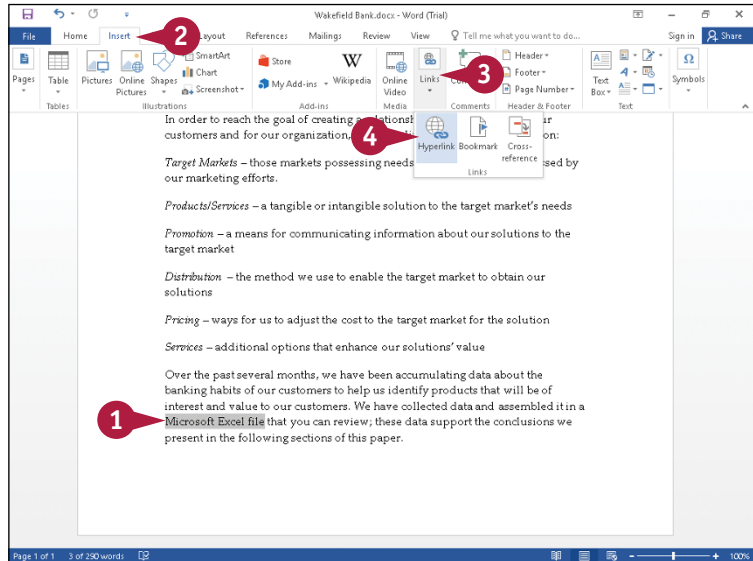 Wakefield Bank.docx - Word (Trial)
File Home Insert 2 ayout References Mailings Review View Tell me what you want to do... Sign in Share
Pages Table Pictures Online Pictures Shapes SmartArt Chart Screenshot Store My Add-ins Wikipedia Online Video Links 3 Header Footer Page Number Text Box Symbols
Tables Illustrations Add-ins Media Comments Header & Footer Text
4 Hyperlink Bookmark Cross-reference
Links
In order to reach the goal of creating
customers and for our organization,
Target Markets – those markets possessing needs
our marketing efforts.
Products/Services – a tangible or intangible solution to the target market's needs
Promotion – a means for communicating information about our solutions to the
target market
Distribution – the method we use to enable the target market to obtain our
solutions
Pricing – ways for us to adjust the cost to the target market for the solution
Services – additional options that enhance our solutions' value
Over the past several months, we have been accumulating data about the
banking habits of our customers to help us identify products that will be of
interest and value to our customers. We have collected data and assembled it in a
1 Microsoft Excel file that you can review; these data support the conclusions we
present in the following sections of this paper.
Page 1 of 1 3 of 290 words 100%